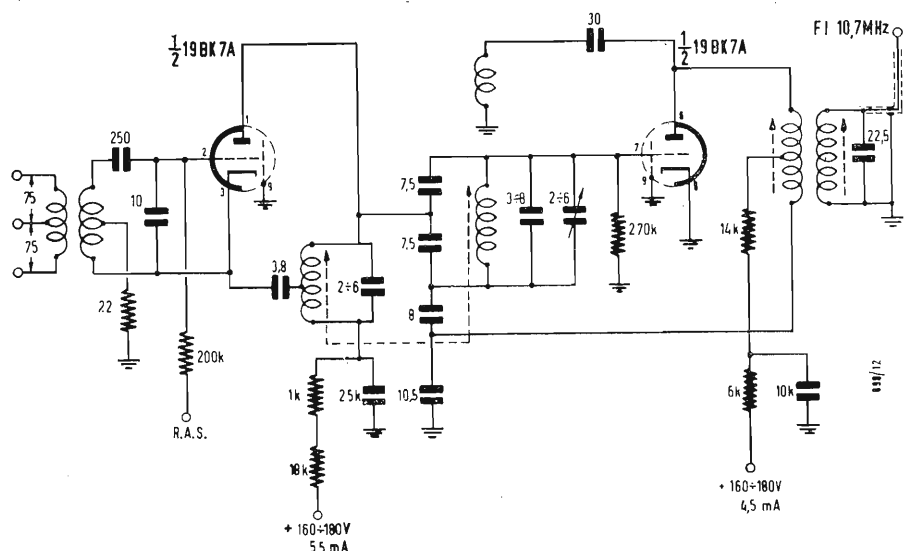 1/2 19BK7A
30
1/2 19BK7A
FI 10,7MHz
250
1
2
3
9
10
75
75
22
200k
R.A.S.
3,8
2÷6
1k
25k
18k
+ 160÷180V
5,5 mA
7,5
7,5
8
10,5
3÷8
2÷6
270k
7
9
14k
6k
10k
+ 160÷180V
4,5 mA
22,5